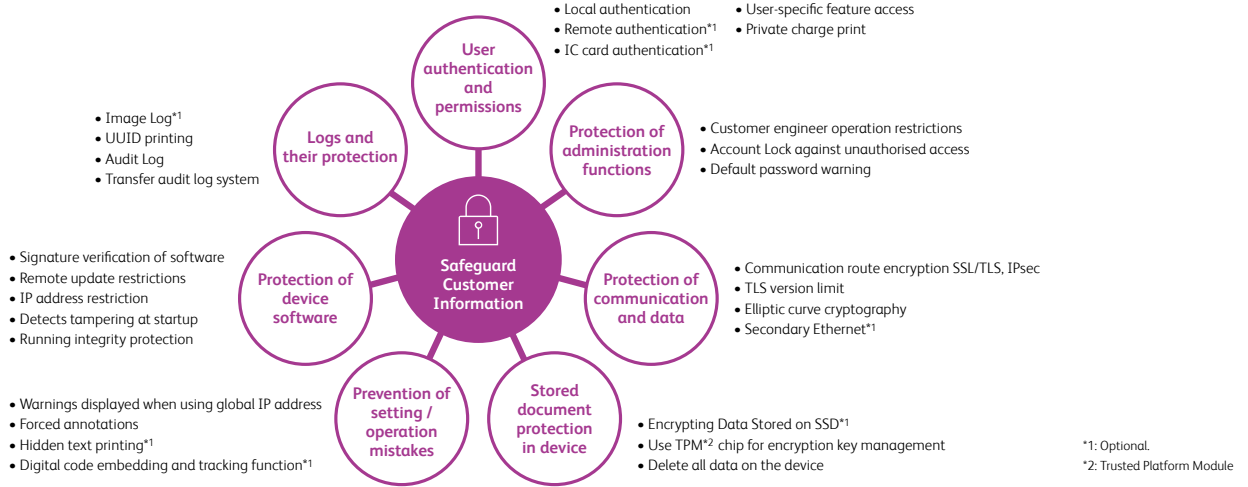 • Local authentication
• Remote authentication*1
• IC card authentication*1
• User-specific feature access
• Private charge print
User
authentication
and
permissions
• Image Log*1
• UUID printing
• Audit Log
• Transfer audit log system
Logs and
their protection
Protection of
administration
functions
• Customer engineer operation restrictions
• Account Lock against unauthorised access
• Default password warning
Safeguard
Customer
Information
• Signature verification of software
• Remote update restrictions
• IP address restriction
• Detects tampering at startup
• Running integrity protection
Protection of
device
software
Protection of
communication
and data
• Communication route encryption SSL/TLS, IPsec
• TLS version limit
• Elliptic curve cryptography
• Secondary Ethernet*1
• Warnings displayed when using global IP address
• Forced annotations
• Hidden text printing*1
• Digital code embedding and tracking function*1
Prevention of
setting /
operation
mistakes
Stored
document
protection
in device
• Encrypting Data Stored on SSD*1
• Use TPM*2 chip for encryption key management
• Delete all data on the device
*1: Optional.
*2: Trusted Platform Module